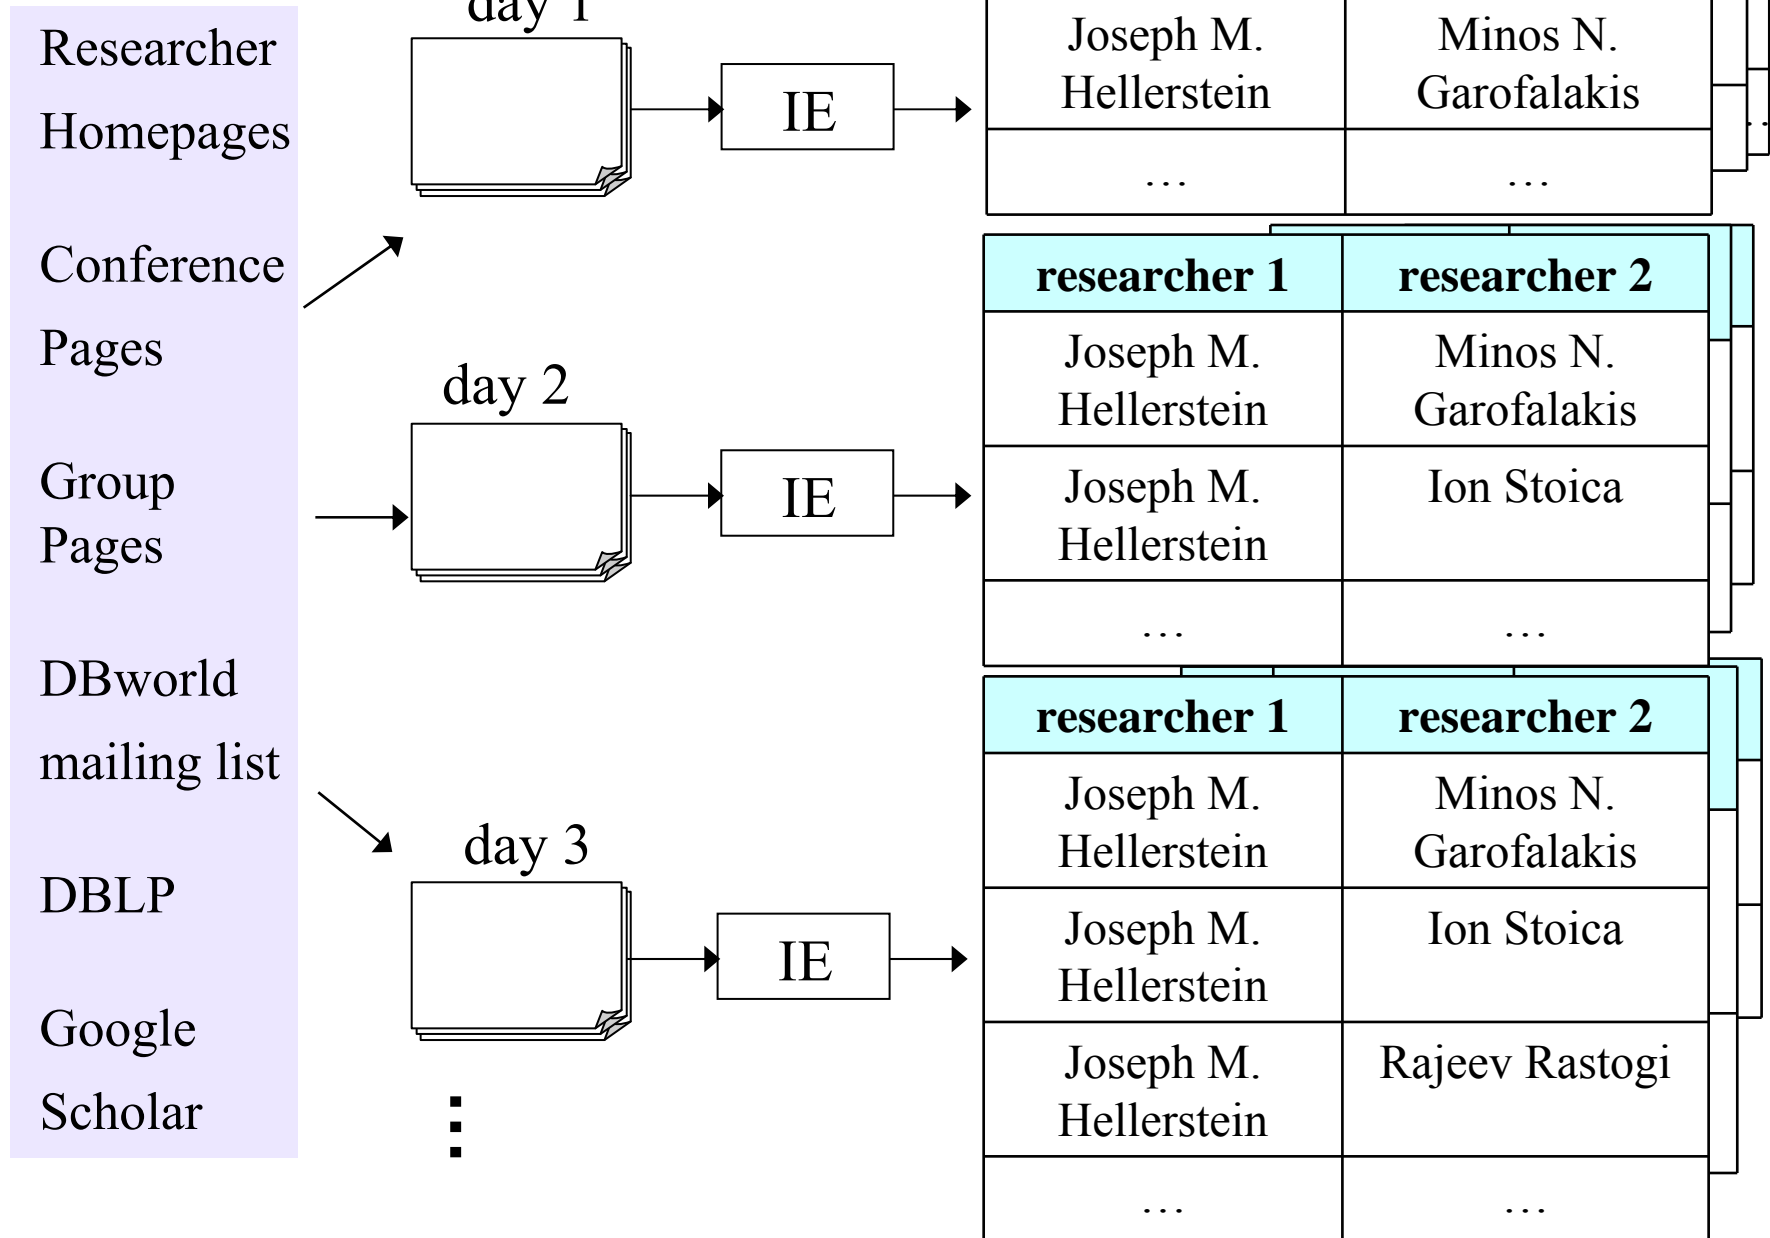 Researcher
Homepages
Conference
Pages
Group
Pages
DBworld
mailing list
DBLP
Google
Scholar
day 1
IE
Joseph M.
Hellerstein
Minos N.
Garofalakis
…
…
day 2
IE
researcher 1
researcher 2
Joseph M.
Hellerstein
Minos N.
Garofalakis
Joseph M.
Hellerstein
Ion Stoica
…
…
day 3
IE
researcher 1
researcher 2
Joseph M.
Hellerstein
Minos N.
Garofalakis
Joseph M.
Hellerstein
Ion Stoica
Joseph M.
Hellerstein
Rajeev Rastogi
…
…